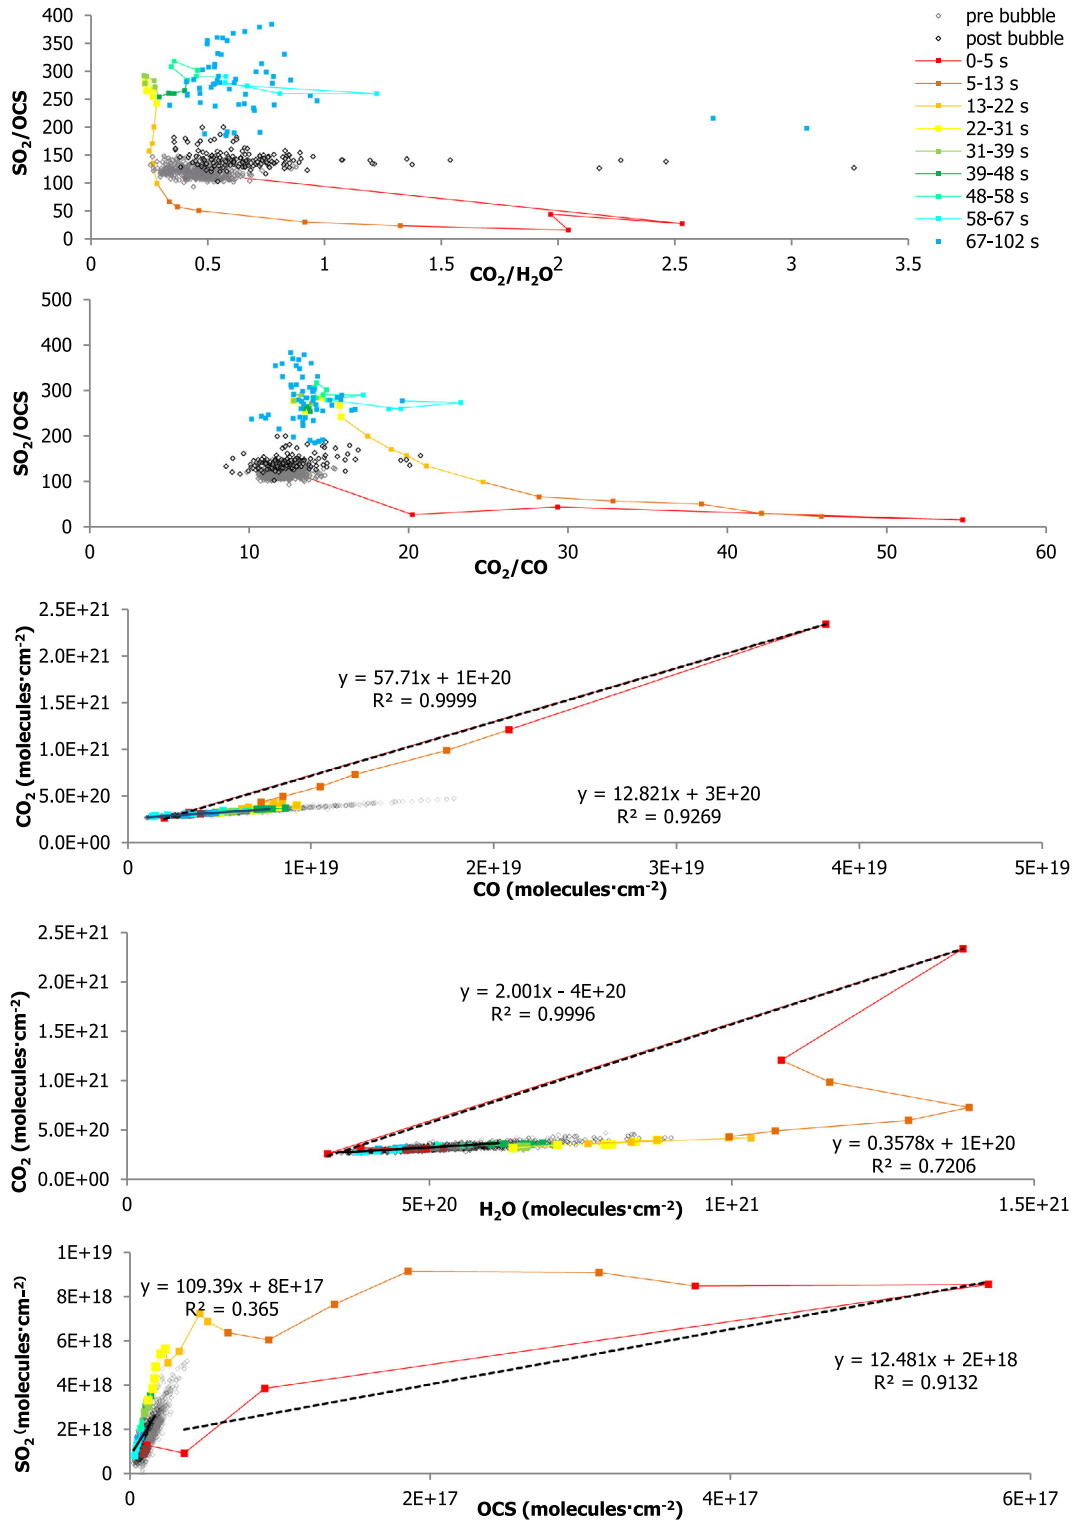 400
350
300
250
200
150
100
50
0
SO₂/OCS
0 0.5 1 1.5 2 2.5 3 3.5
CO₂/H₂O
pre bubble
post bubble
0-5 s
5-13 s
13-22 s
22-31 s
31-39 s
39-48 s
48-58 s
58-67 s
67-102 s
500
400
300
200
100
0
SO₂/OCS
0 10 20 30 40 50 60
CO₂/CO
2.5E+21
2.0E+21
1.5E+21
1.0E+21
5.0E+20
0.0E+00
CO₂ (molecules·cm⁻²)
y = 57.71x + 1E+20
R² = 0.9999
y = 12.821x + 3E+20
R² = 0.9269
0 1E+19 2E+19 3E+19 4E+19 5E+19
CO (molecules·cm⁻²)
2.5E+21
2.0E+21
1.5E+21
1.0E+21
5.0E+20
0.0E+00
CO₂ (molecules·cm⁻²)
y = 2.001x - 4E+20
R² = 0.9996
y = 0.3578x + 1E+20
R² = 0.7206
0 5E+20 1E+21 1.5E+21
H₂O (molecules·cm⁻²)
1E+19
8E+18
6E+18
4E+18
2E+18
0
SO₂ (molecules·cm⁻²)
y = 109.39x + 8E+17
R² = 0.365
y = 12.481x + 2E+18
R² = 0.9132
0 2E+17 4E+17 6E+17
OCS (molecules·cm⁻²)